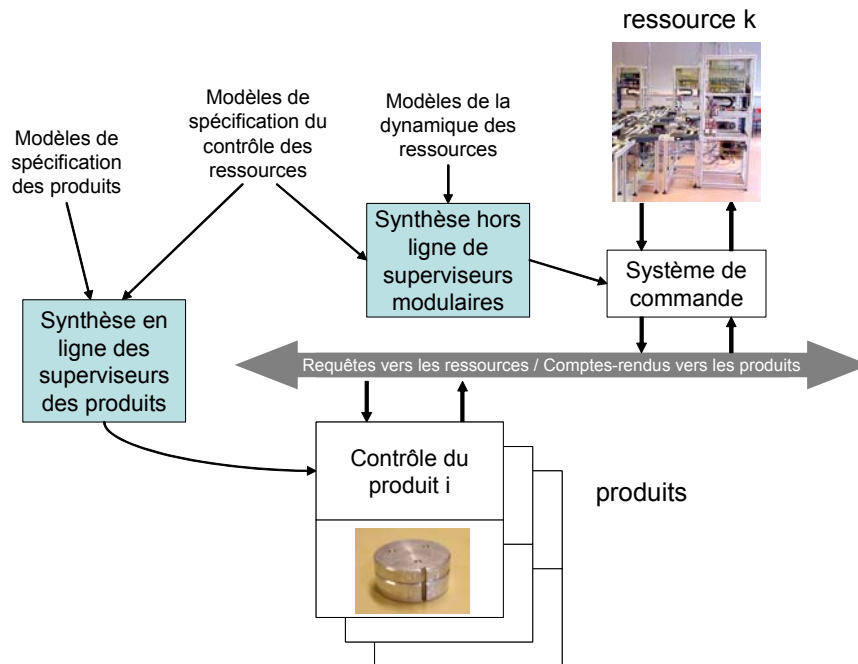 ressource k
Modèles de
spécification du
contrôle des
ressources
Modèles de la
dynamique des
ressources
Modèles de
spécification
des produits
Synthèse hors
ligne de
superviseurs
modulaires
Système de
commande
Synthèse en
ligne des
superviseurs
des produits
Requêtes vers les ressources / Comptes-rendus vers les produits
Contrôle du
produit i
produits